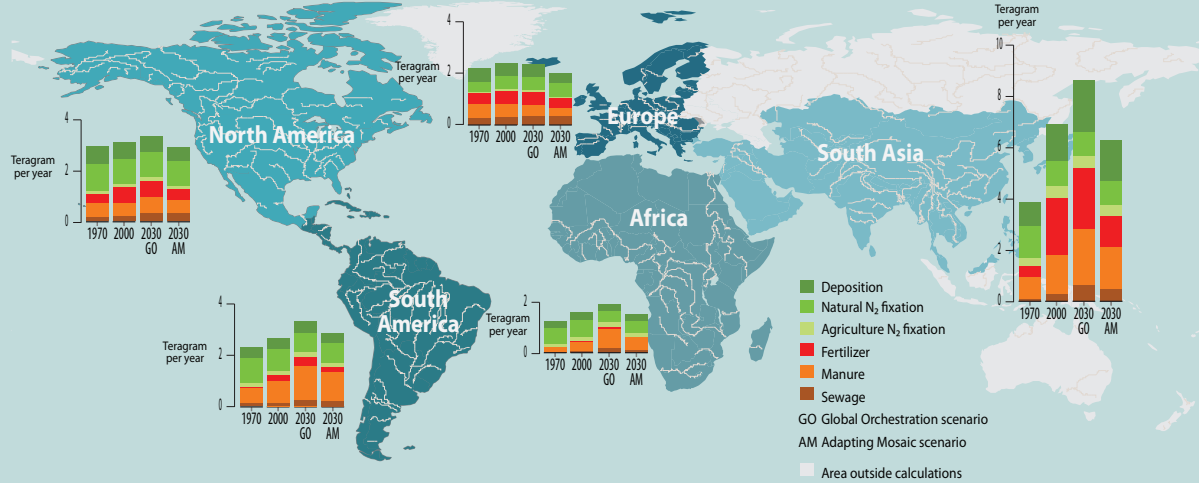 Teragram
per year
4
2
0
1970
2000
2030
GO
2030
AM
North America
Teragram
per year
4
2
0
1970
2000
2030
GO
2030
AM
Europe
Teragram
per year
10
8
6
4
2
0
1970
2000
2030
GO
2030
AM
South Asia
Africa
Teragram
per year
4
2
0
1970
2000
2030
GO
2030
AM
South
America
Teragram
per year
2
0
1970
2000
2030
GO
2030
AM
Deposition
Natural N₂ fixation
Agriculture N₂ fixation
Fertilizer
Manure
Sewage
GO Global Orchestration scenario
AM Adapting Mosaic scenario
Area outside calculations